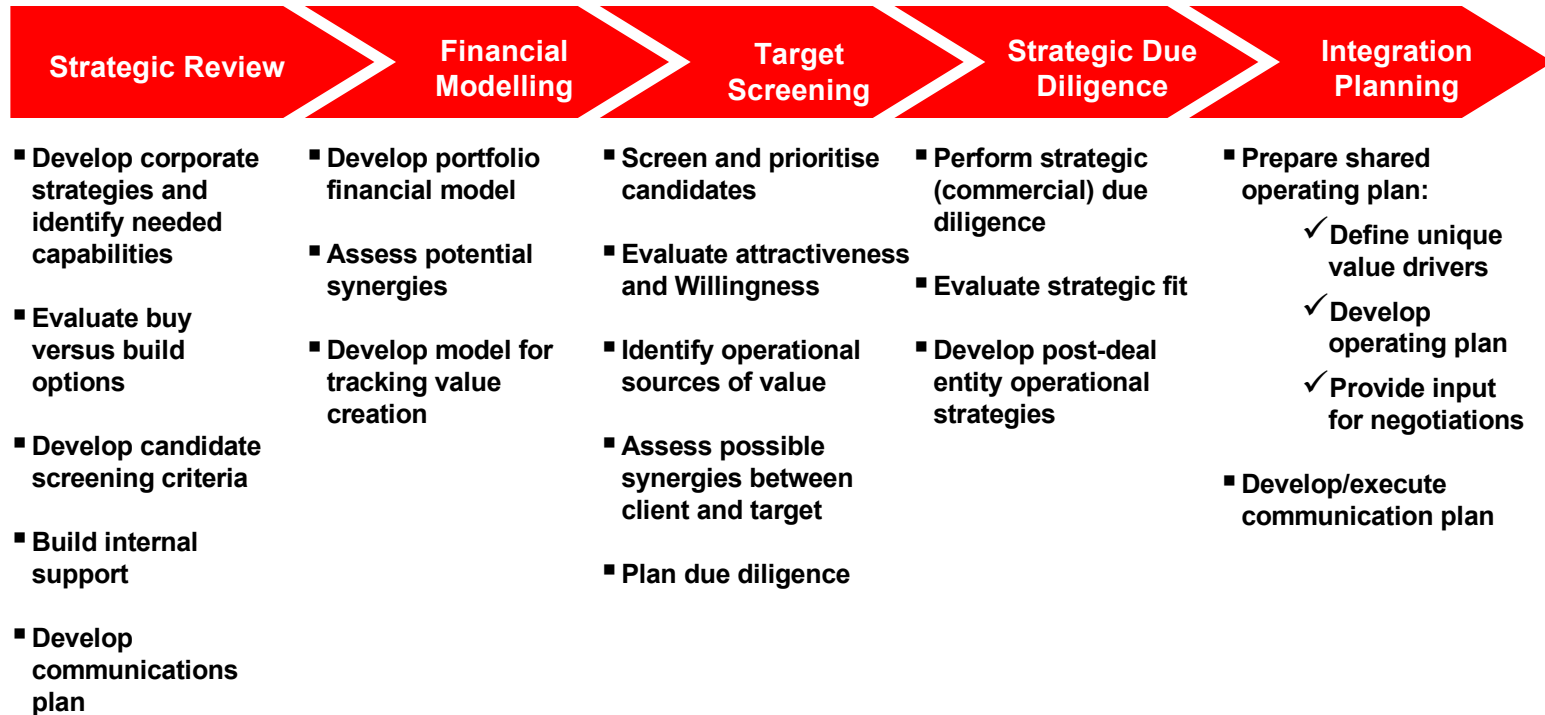 Strategic Review
Financial
Modelling
Target
Screening
Strategic Due
Diligence
Integration
Planning
▪ Develop corporate
strategies and
identify needed
capabilities
▪ Evaluate buy
versus build
options
▪ Develop candidate
screening criteria
▪ Build internal
support
▪ Develop
communications
plan
▪ Develop portfolio
financial model
▪ Assess potential
synergies
▪ Develop model for
tracking value
creation
▪ Screen and prioritise
candidates
▪ Evaluate attractiveness
and Willingness
▪ Identify operational
sources of value
▪ Assess possible
synergies between
client and target
▪ Plan due diligence
▪ Perform strategic
(commercial) due
diligence
▪ Evaluate strategic fit
▪ Develop post-deal
entity operational
strategies
▪ Prepare shared
operating plan:
✓ Define unique
value drivers
✓ Develop
operating plan
✓ Provide input
for negotiations
▪ Develop/execute
communication plan